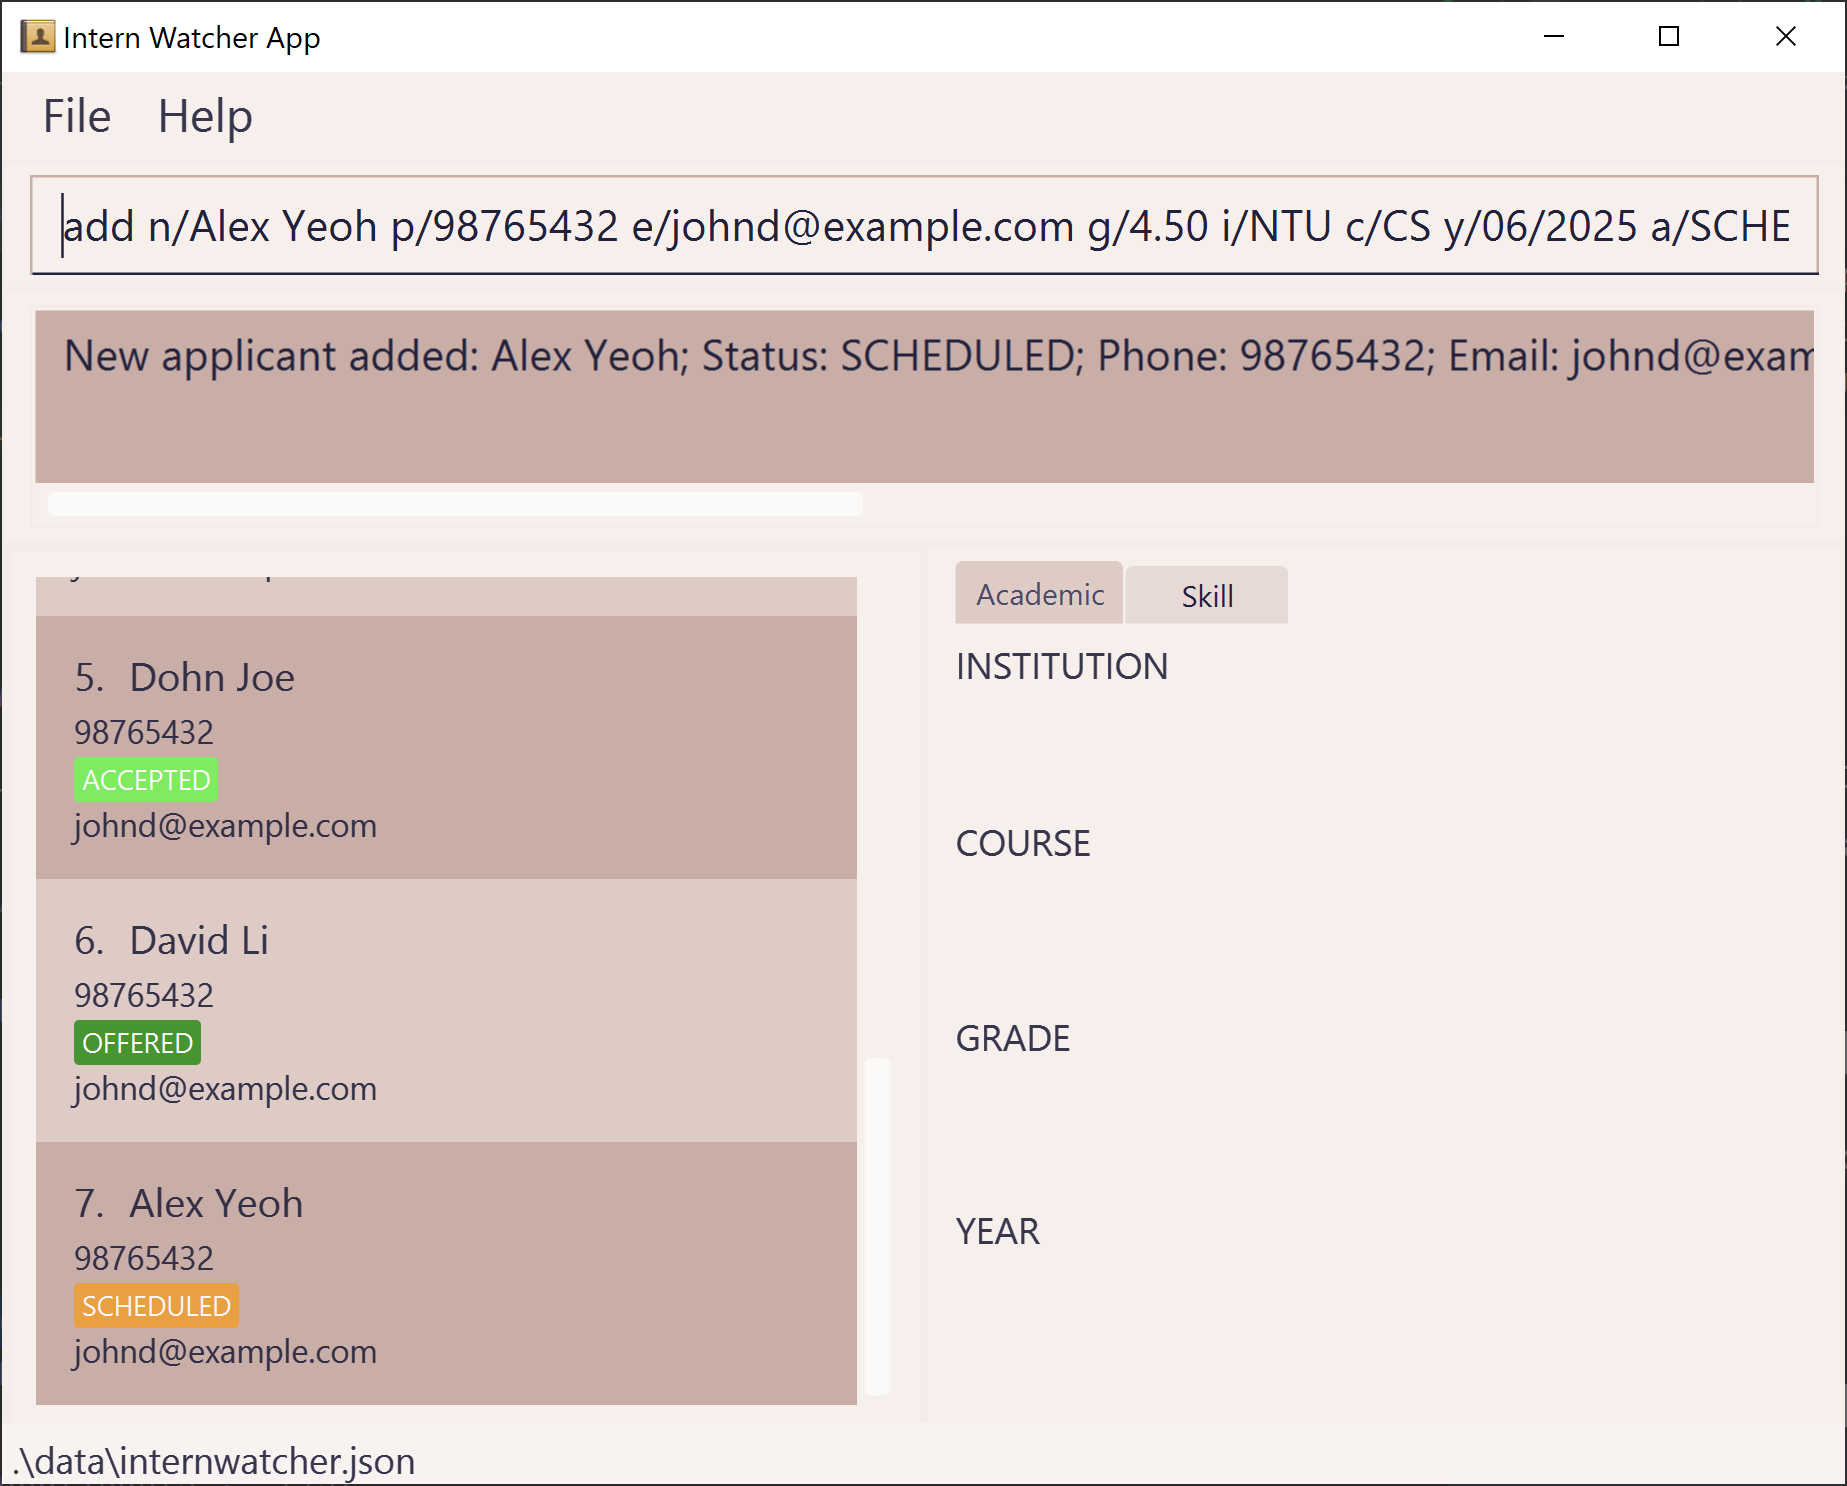 Intern Watcher App
File Help
add n/Alex Yeoh p/98765432 e/johnd@example.com g/4.50 i/NTU c/CS y/06/2025 a/SCHE
New applicant added: Alex Yeoh; Status: SCHEDULED; Phone: 98765432; Email: johnd@exam
5. Dohn Joe
98765432
ACCEPTED
johnd@example.com
6. David Li
98765432
OFFERED
johnd@example.com
7. Alex Yeoh
98765432
SCHEDULED
johnd@example.com
Academic Skill
INSTITUTION
COURSE
GRADE
YEAR
.\data\internwatcher.json